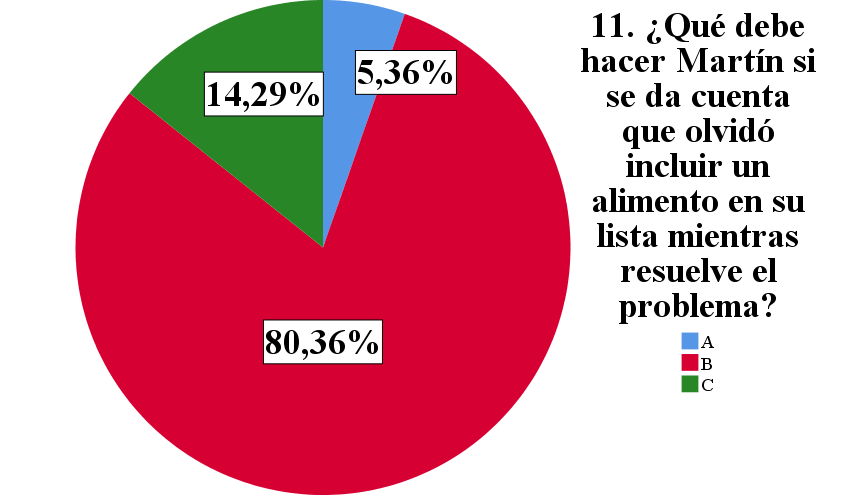 11. ¿Qué debe
hacer Martín si
se da cuenta
que olvidó
incluir un
alimento en su
lista mientras
resuelve el
problema?
A
B
C
5,36%
14,29%
80,36%